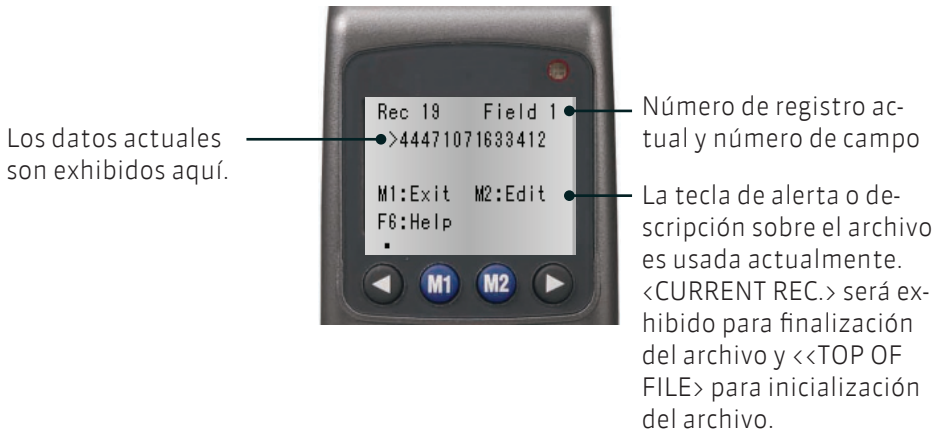 Los datos actuales
son exhibidos aquí.
Rec 19 Field 1
>44471071633412
M1:Exit M2:Edit
F6:Help
M1 M2
Número de registro ac-
tual y número de campo
La tecla de alerta o de-
scripción sobre el archivo
es usada actualmente.
<CURRENT REC.> será ex-
hibido para finalización
del archivo y <<TOP OF
FILE> para inicialización
del archivo.